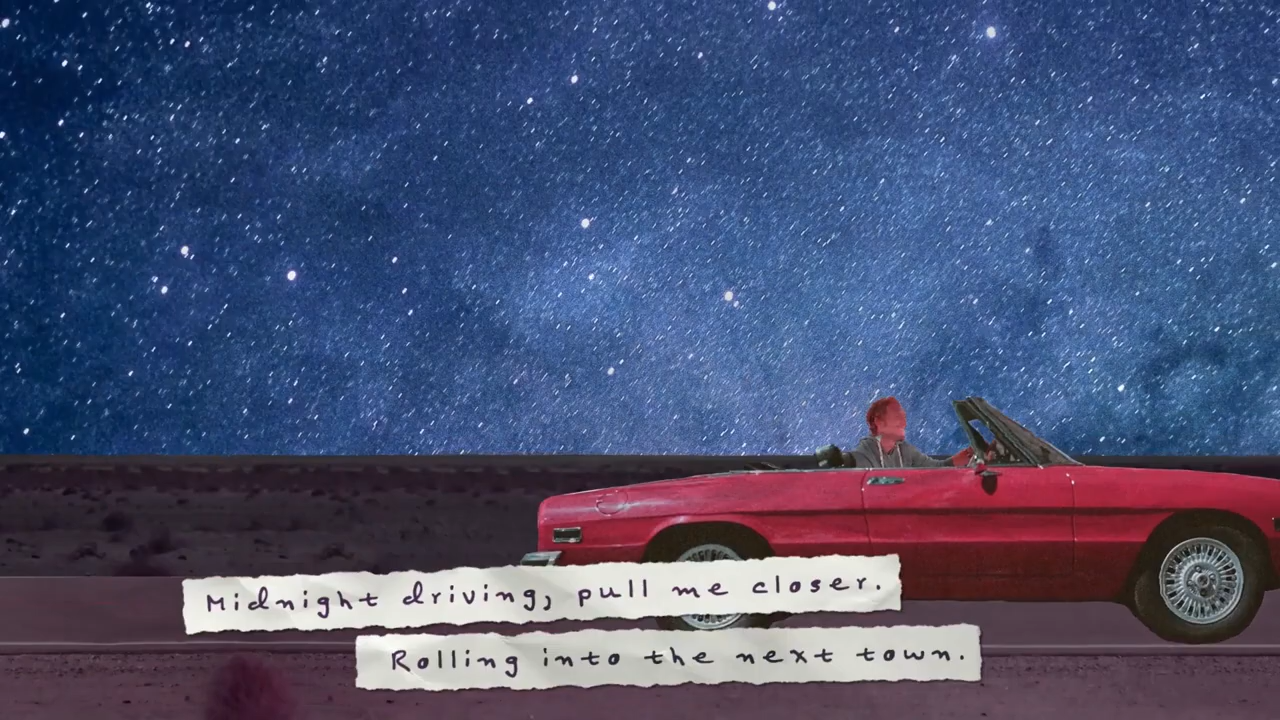 Midnight driving, pull me closer.
Rolling into the next town.